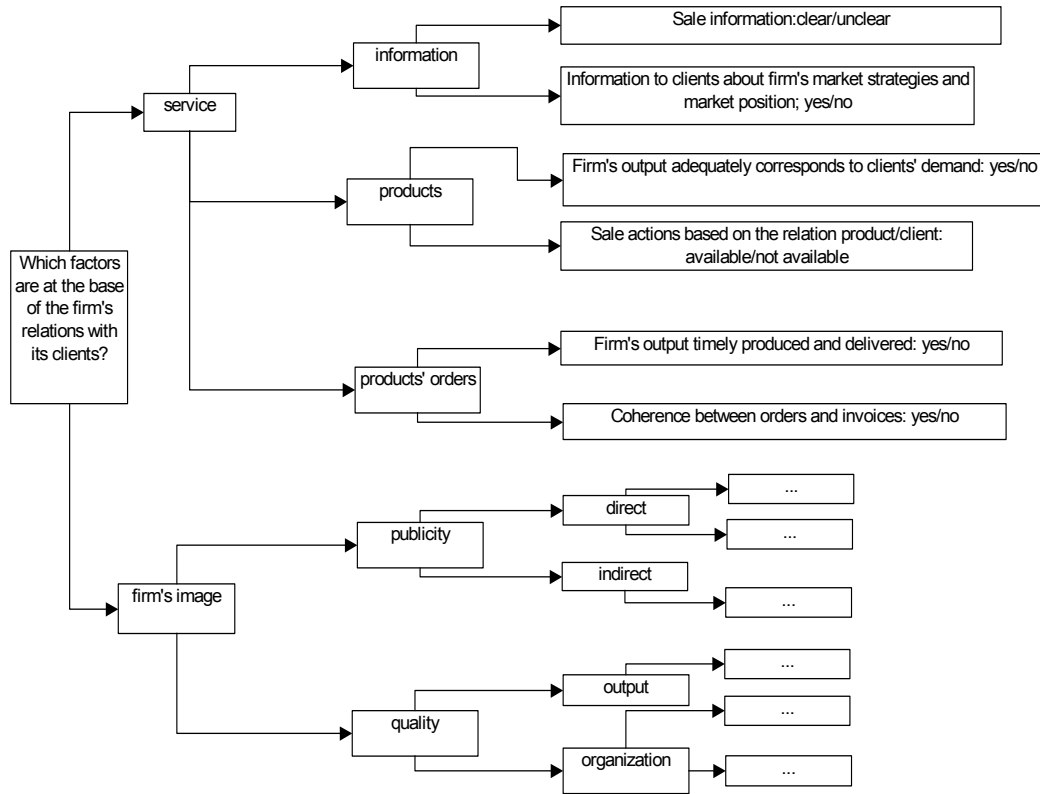 Sale information:clear/unclear
information
Information to clients about firm's market strategies and
market position; yes/no
service
Firm's output adequately corresponds to clients' demand: yes/no
products
Sale actions based on the relation product/client:
available/not available
Which factors
are at the base
of the firm's
relations with
its clients?
Firm's output timely produced and delivered: yes/no
products' orders
Coherence between orders and invoices: yes/no
...
direct
publicity
...
indirect
firm's image
...
...
output
quality
...
organization
...